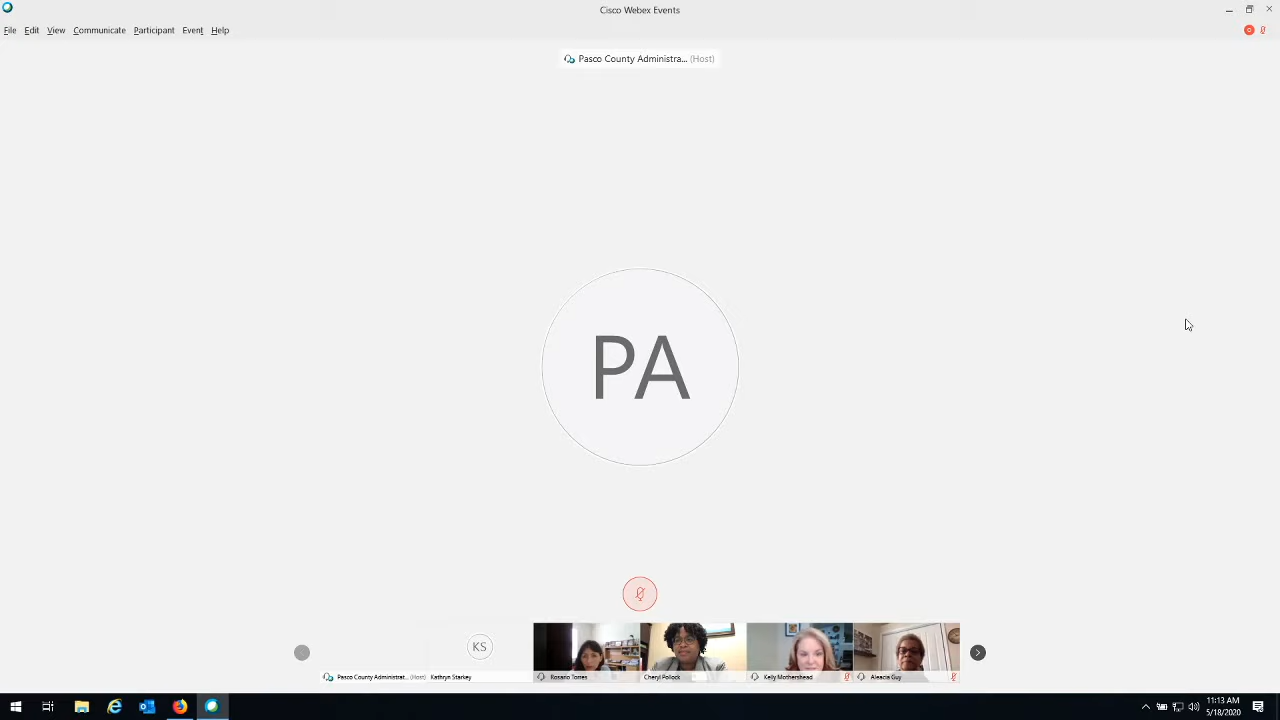 Cisco Webex Events
File Edit View Communicate Participant Event Help
Pasco County Administra... (Host)
PA
KS
Pasco County Administrat... (Host) Kathryn Starkey Rosario Torres Cheryl Pollock Kelly Mothershead Aleacia Guy
11:13 AM
5/18/2020